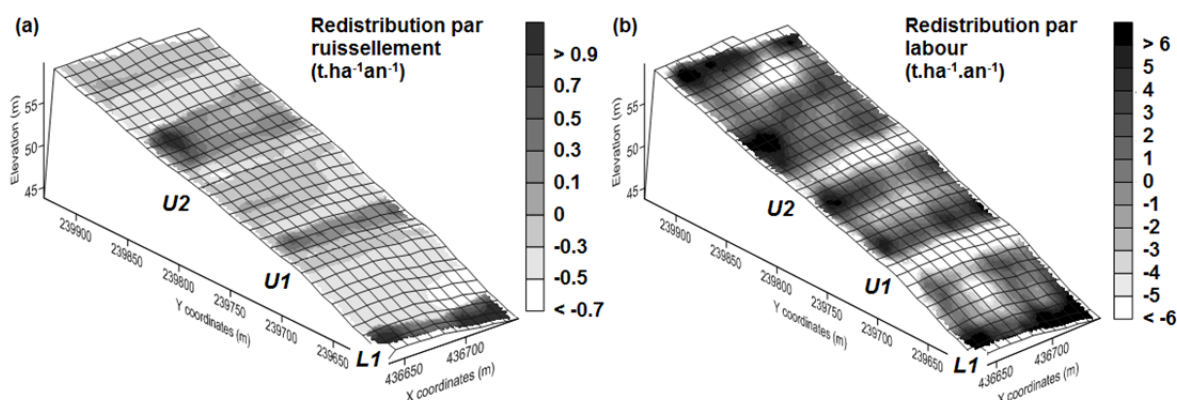 (a)
Redistribution par
ruissellement
(t.ha⁻¹an⁻¹)
> 0.9
0.7
0.5
0.3
0.1
0
-0.3
-0.5
< -0.7
Elevation (m)
55
50
45
U2
U1
L1
239900
239850
239800
239750
239700
239650
Y coordinates (m)
436650
436700
X coordinates (m)
(b)
Redistribution par
labour
(t.ha⁻¹.an⁻¹)
> 6
5
4
3
2
1
0
-1
-2
-3
-4
-5
< -6
Elevation (m)
55
50
45
U2
U1
L1
239900
239850
239800
239750
239700
239650
Y coordinates (m)
436650
436700
X coordinates (m)